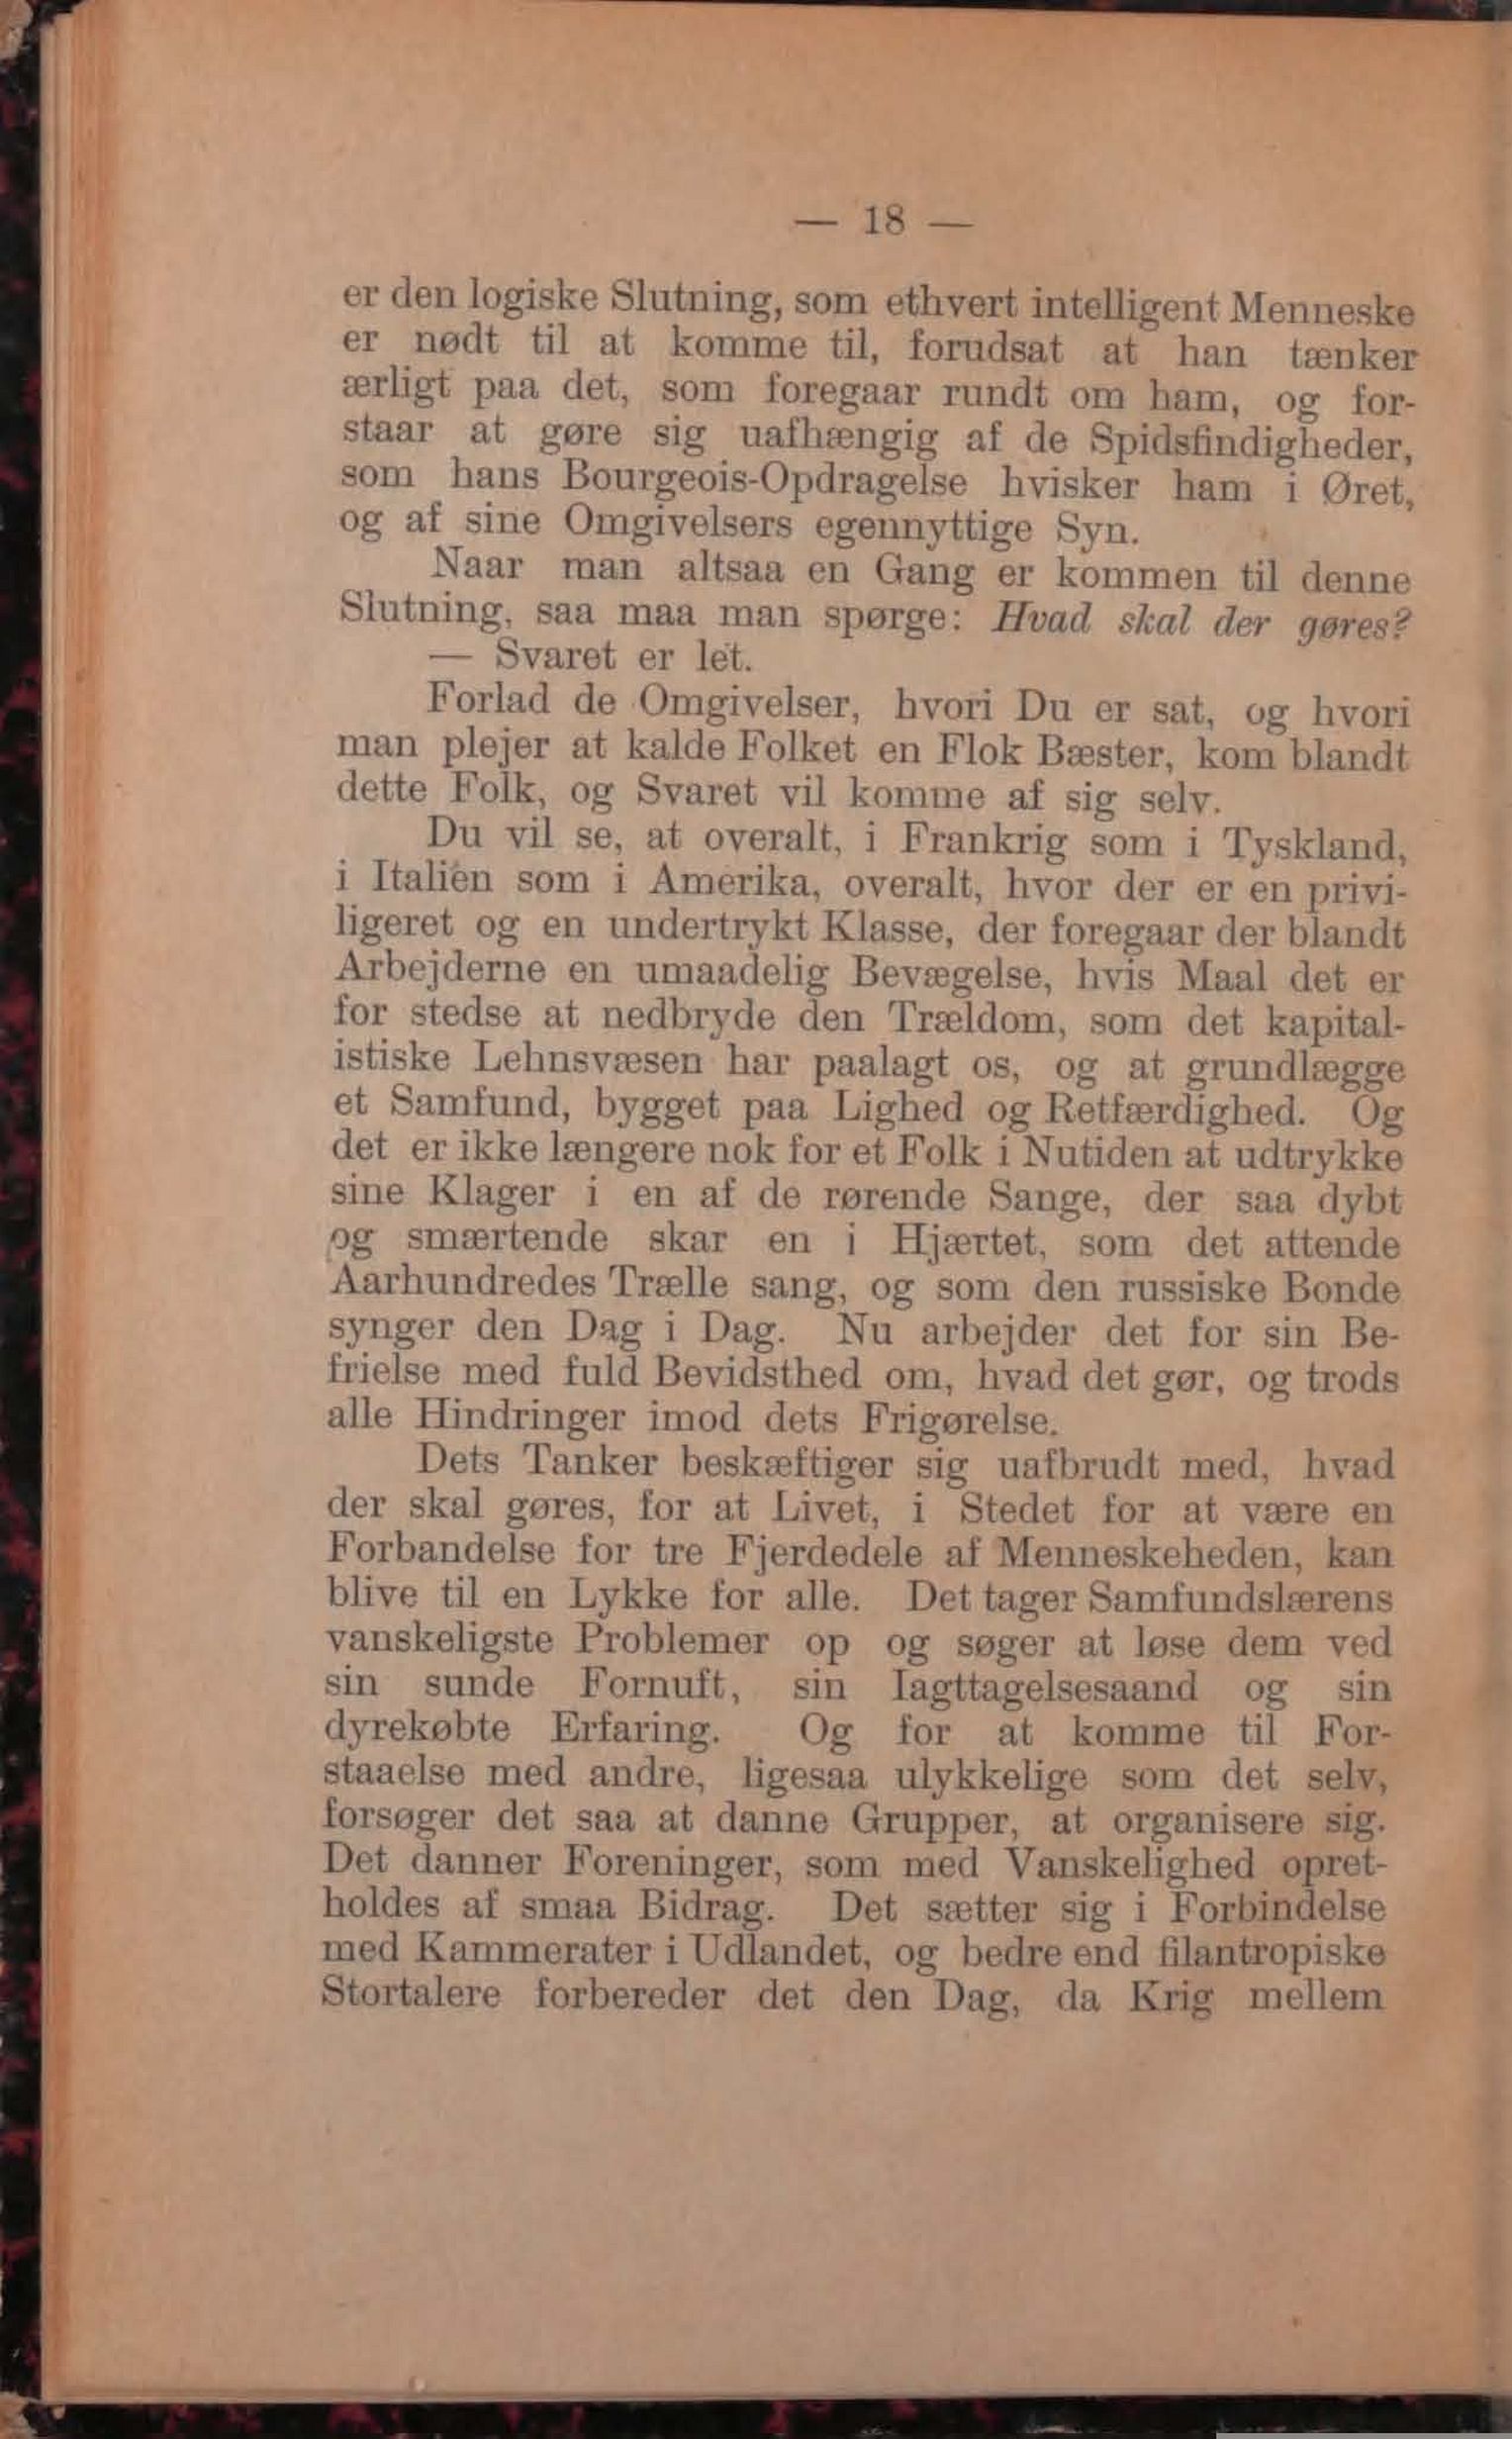 — 18 —
er den logiske Slutning, som ethvert intelligent Menneske
er nødt til at komme til, forudsat at han tænker
ærligt paa det, som foregaar rundt om ham, og for-
staar at gøre sig uafhængig af de Spidsfindigheder,
som hans Bourgeois-Opdragelse hvisker ham i Øret,
og af sine Omgivelsers egennyttige Syn.
Naar man altsaa en Gang er kommen til denne
Slutning, saa maa man spørge: Hvad skal der gøres?
— Svaret er let.
Forlad de Omgivelser, hvori Du er sat, og hvori
man plejer at kalde Folket en Flok Bæster, kom blandt
dette Folk, og Svaret vil komme af sig selv.
Du vil se, at overalt, i Frankrig som i Tyskland,
i Italien som i Amerika, overalt, hvor der er en privi-
ligeret og en undertrykt Klasse, der foregaar der blandt
Arbejderne en umaadelig Bevægelse, hvis Maal det er
for stedse at nedbryde den Trældom, som det kapital-
istiske Lehnsvæsen har paalagt os, og at grundlægge
et Samfund, bygget paa Lighed og Retfærdighed. Og
det er ikke længere nok for et Folk i Nutiden at udtrykke
sine Klager i en af de rørende Sange, der saa dybt
og smærtende skar en i Hjærtet, som det attende
Aarhundredes Trælle sang, og som den russiske Bonde
synger den Dag i Dag. Nu arbejder det for sin Be-
frielse med fuld Bevidsthed om, hvad det gør, og trods
alle Hindringer imod dets Frigørelse.
Dets Tanker beskæftiger sig uafbrudt med, hvad
der skal gøres, for at Livet, i Stedet for at være en
Forbandelse for tre Fjerdedele af Menneskeheden, kan
blive til en Lykke for alle. Det tager Samfundslærens
vanskeligste Problemer op og søger at løse dem ved
sin sunde Fornuft, sin Iagttagelsesaand og sin
dyrekøbte Erfaring. Og for at komme til For-
staaelse med andre, ligesaa ulykkelige som det selv,
forsøger det saa at danne Grupper, at organisere sig.
Det danner Foreninger, som med Vanskelighed opret-
holdes af smaa Bidrag. Det sætter sig i Forbindelse
med Kammerater i Udlandet, og bedre end filantropiske
Stortalere forbereder det den Dag, da Krig mellem